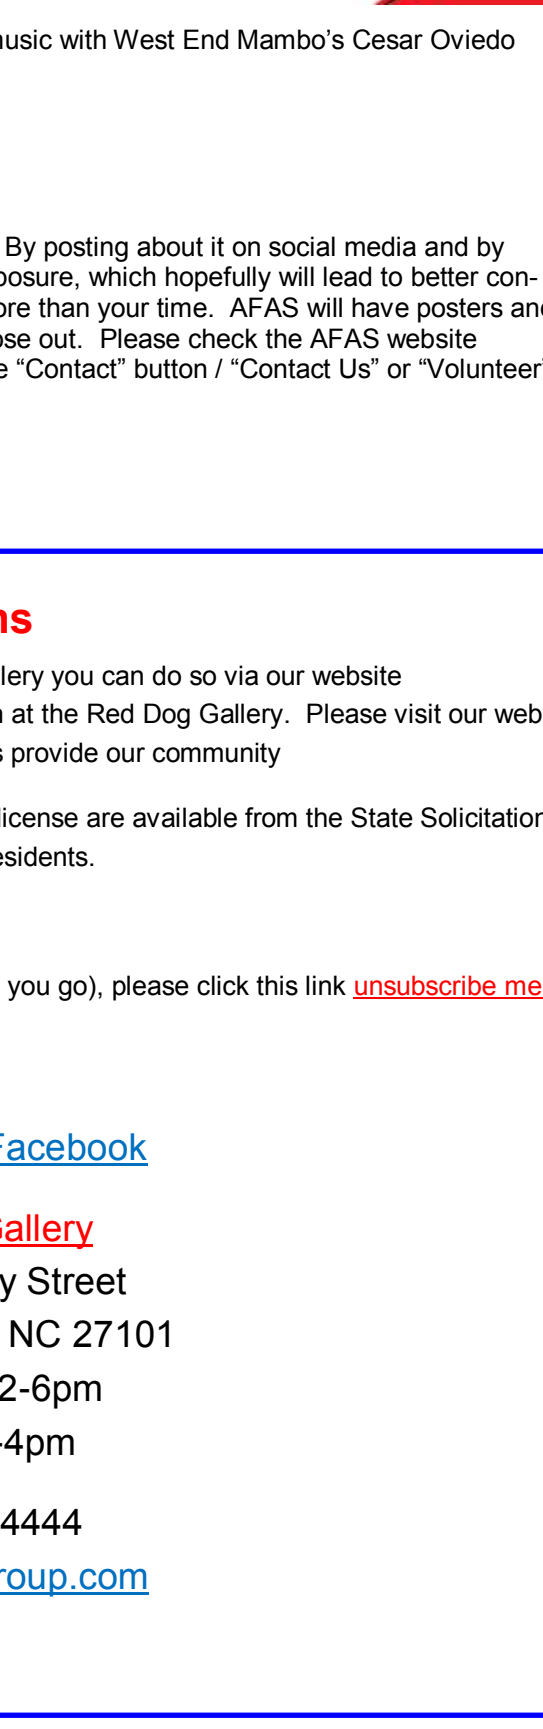 music with West End Mambo’s Cesar Oviedo
By posting about it on social media and by
posure, which hopefully will lead to better con-
ore than your time.  AFAS will have posters and
ose out.  Please check the AFAS website
e “Contact” button / “Contact Us” or “Volunteer”
ns
llery you can do so via our website
n at the Red Dog Gallery.  Please visit our web
s provide our community
license are available from the State Solicitation
esidents.
you go), please click this link unsubscribe me
Facebook
Gallery
y Street
NC 27101
2-6pm
-4pm
4444
roup.com